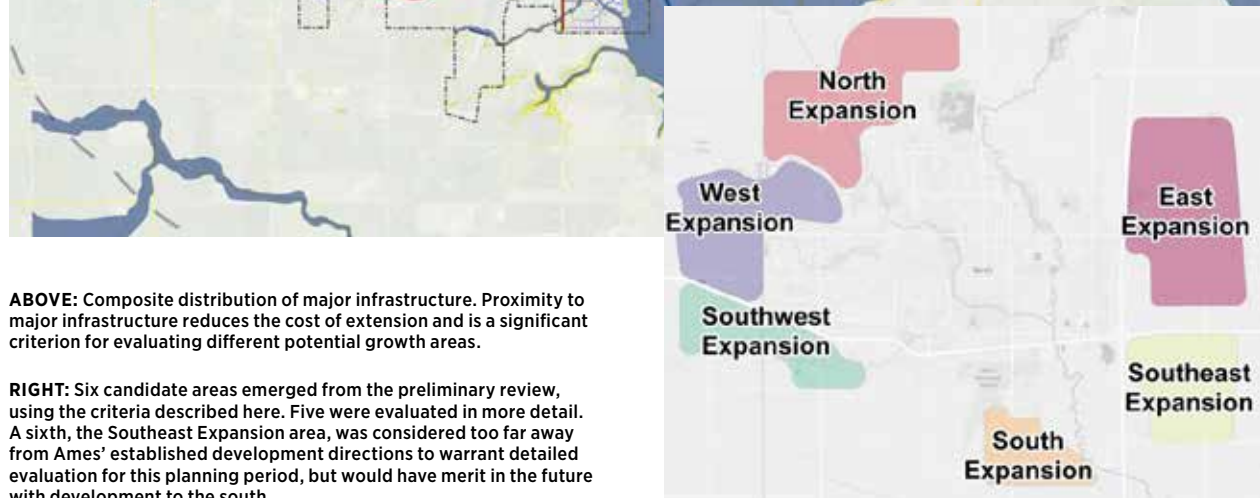 ABOVE: Composite distribution of major infrastructure. Proximity to
major infrastructure reduces the cost of extension and is a significant
criterion for evaluating different potential growth areas.
RIGHT: Six candidate areas emerged from the preliminary review,
using the criteria described here. Five were evaluated in more detail.
A sixth, the Southeast Expansion area, was considered too far away
from Ames’ established development directions to warrant detailed
evaluation for this planning period, but would have merit in the future
with development to the south.
North
Expansion
West
Expansion
East
Expansion
Southwest
Expansion
Southeast
Expansion
South
Expansion